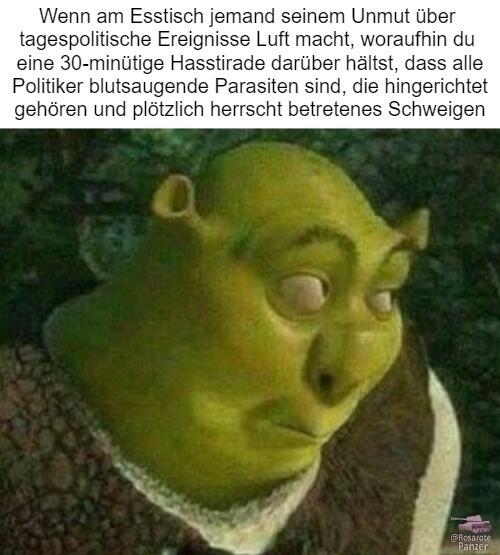 Wenn am Esstisch jemand seinem Unmut über
tagespolitische Ereignisse Luft macht, woraufhin du
eine 30-minütige Hasstirade darüber hältst, dass alle
Politiker blutsaugende Parasiten sind, die hingerichtet
gehören und plötzlich herrscht betretenes Schweigen
@Rosarote
Panzer